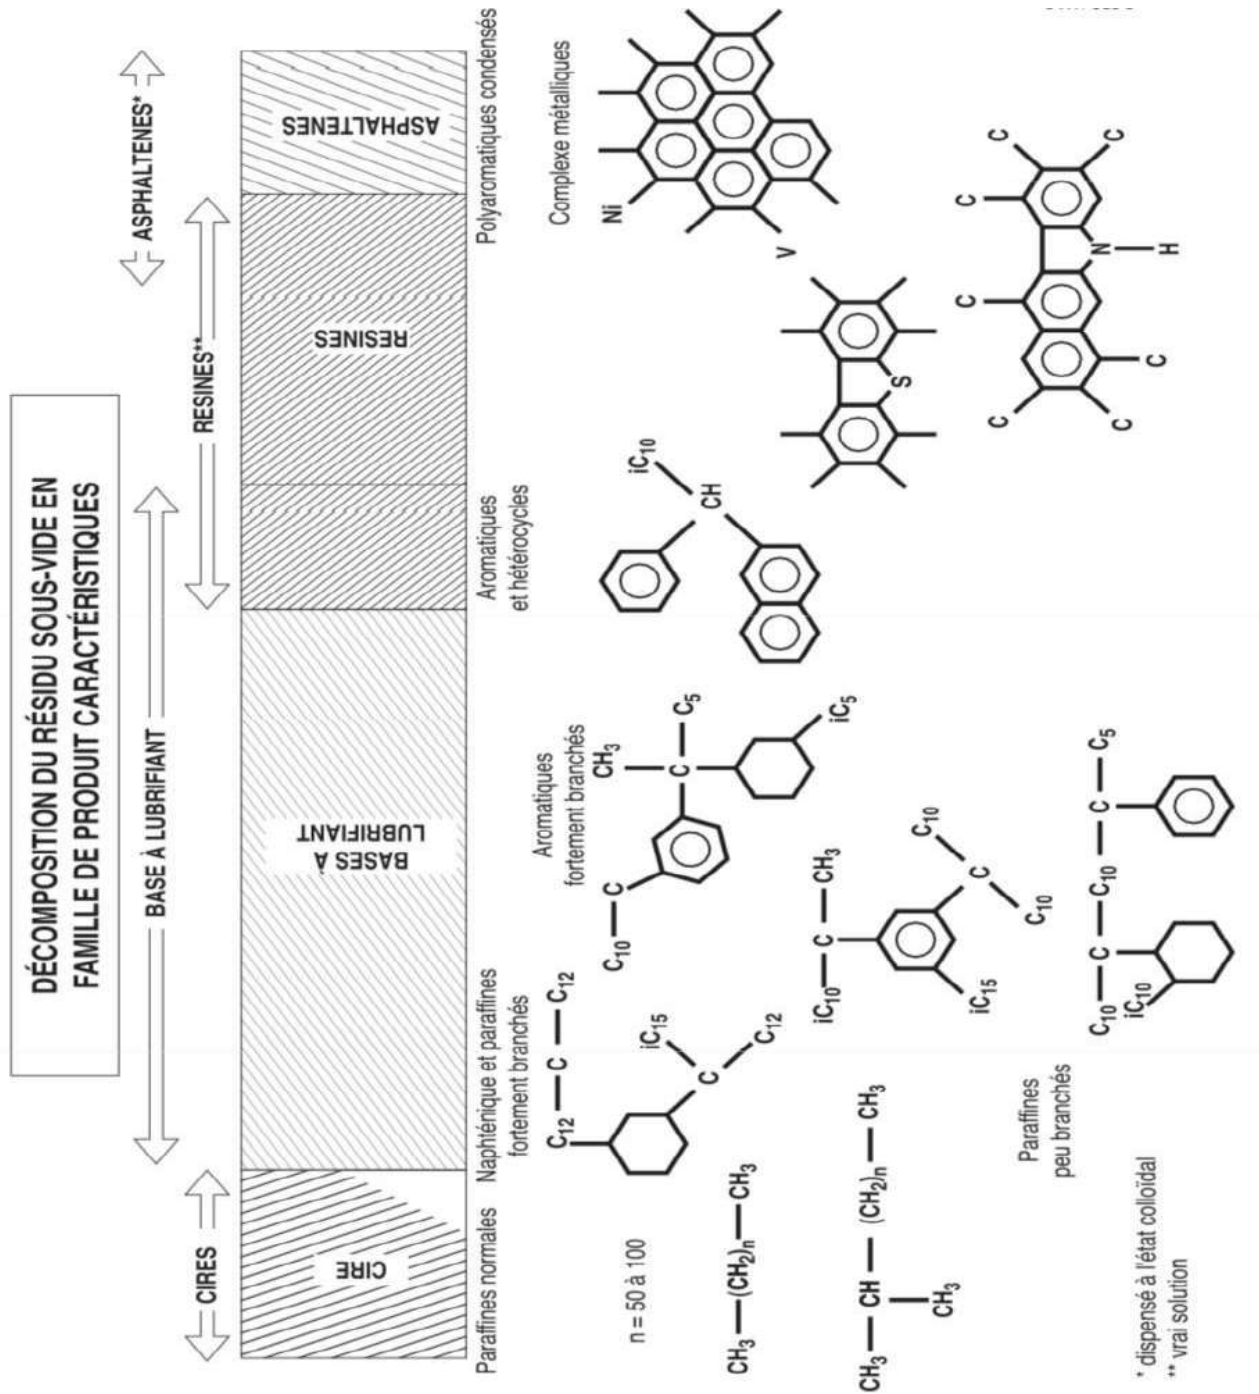 DÉCOMPOSITION DU RÉSIDU SOUS-VIDE EN
FAMILLE DE PRODUIT CARACTÉRISTIQUES
CIRES
BASE À LUBRIFIANT
RESINES**
ASPHALTENES*
CIRE
BASES À
LUBRIFIANT
RESINES
ASPHALTENES
Paraffines normales
Naphténique et paraffines
fortement branchés
Aromatiques
fortement branchés
Aromatiques
et hétérocycles
Polyaromatiques condensés
Complexe métalliques
n = 50 à 100
CH3 — (CH2)n — CH3
CH3 — CH — (CH2)n — CH3
CH3
Paraffines
peu branchés
C12 — C — C12
iC15
C
C12
C10 — C
CH3
C — C5
iC5
iC10 — C — CH3
iC15
C
C10
C10
C10 — C — C10 — C — C5
iC10
iC10
CH
S
Ni
V
C
C
C
C
C
C
C
N — H
* dispensé à l'état colloïdal
** vrai solution